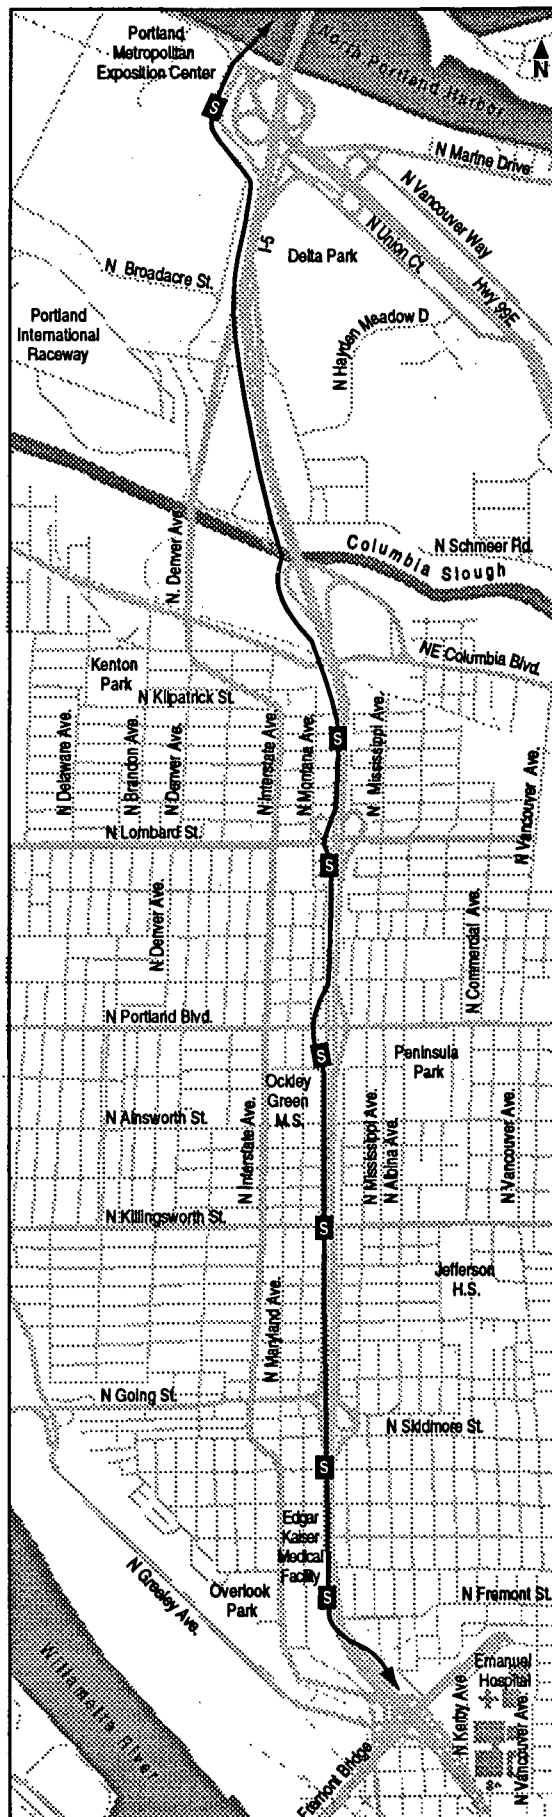 Portland
Metropolitan
Exposition Center
North Portland Harbor
N
S
N Marine Drive
N Vancouver Way
N Union Ct.
Hwy 99E
I-5
Delta Park
N Broadacre St.
Portland
International
Raceway
N Hayden Meadow D
N. Denver Ave.
Columbia Slough
N Schmeer Rd.
NE Columbia Blvd.
Kenton
Park
N Kilpatrick St.
N Delaware Ave.
N Brandon Ave.
N Denver Ave.
N Interstate Ave.
N Montana Ave.
S
N Mississippi Ave.
N Vancouver Ave.
N Lombard St.
S
N Denver Ave.
N Commercial Ave.
N Portland Blvd.
S
Peninsula
Park
Ockley
Green
M.S.
N Ainsworth St.
N Interstate Ave.
N Mississippi Ave.
N Albina Ave.
N Vancouver Ave.
N Killingsworth St.
S
Jefferson
H.S.
N Maryland Ave.
N Going St.
N Skidmore St.
S
Edgar
Kaiser
Medical
Facility
Overlook
Park
S
N Fremont St.
N Greeley Ave.
Willamette River
Emanuel
Hospital
N Kerby Ave
N Vancouver Ave.
Fremont Bridge